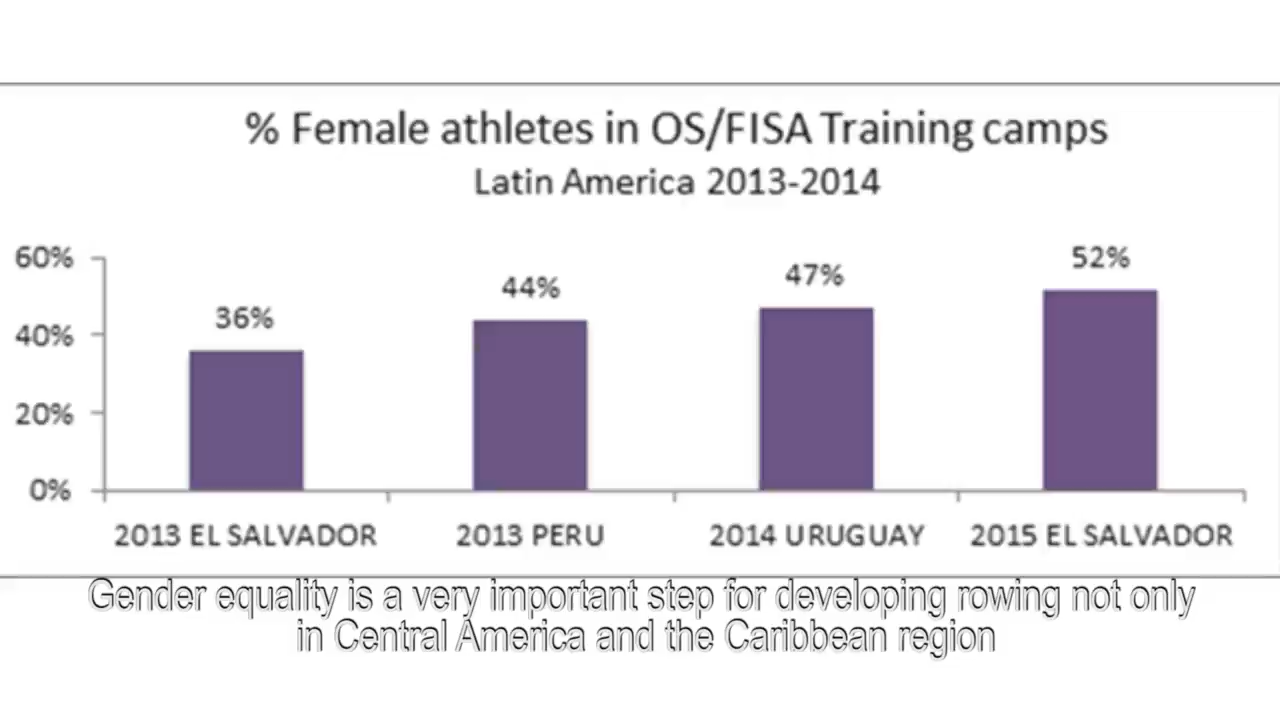 % Female athletes in OS/FISA Training camps
Latin America 2013-2014
60%
40%
20%
0%
36%
44%
47%
52%
2013 EL SALVADOR
2013 PERU
2014 URUGUAY
2015 EL SALVADOR
Gender equality is a very important step for developing rowing not only
in Central America and the Caribbean region